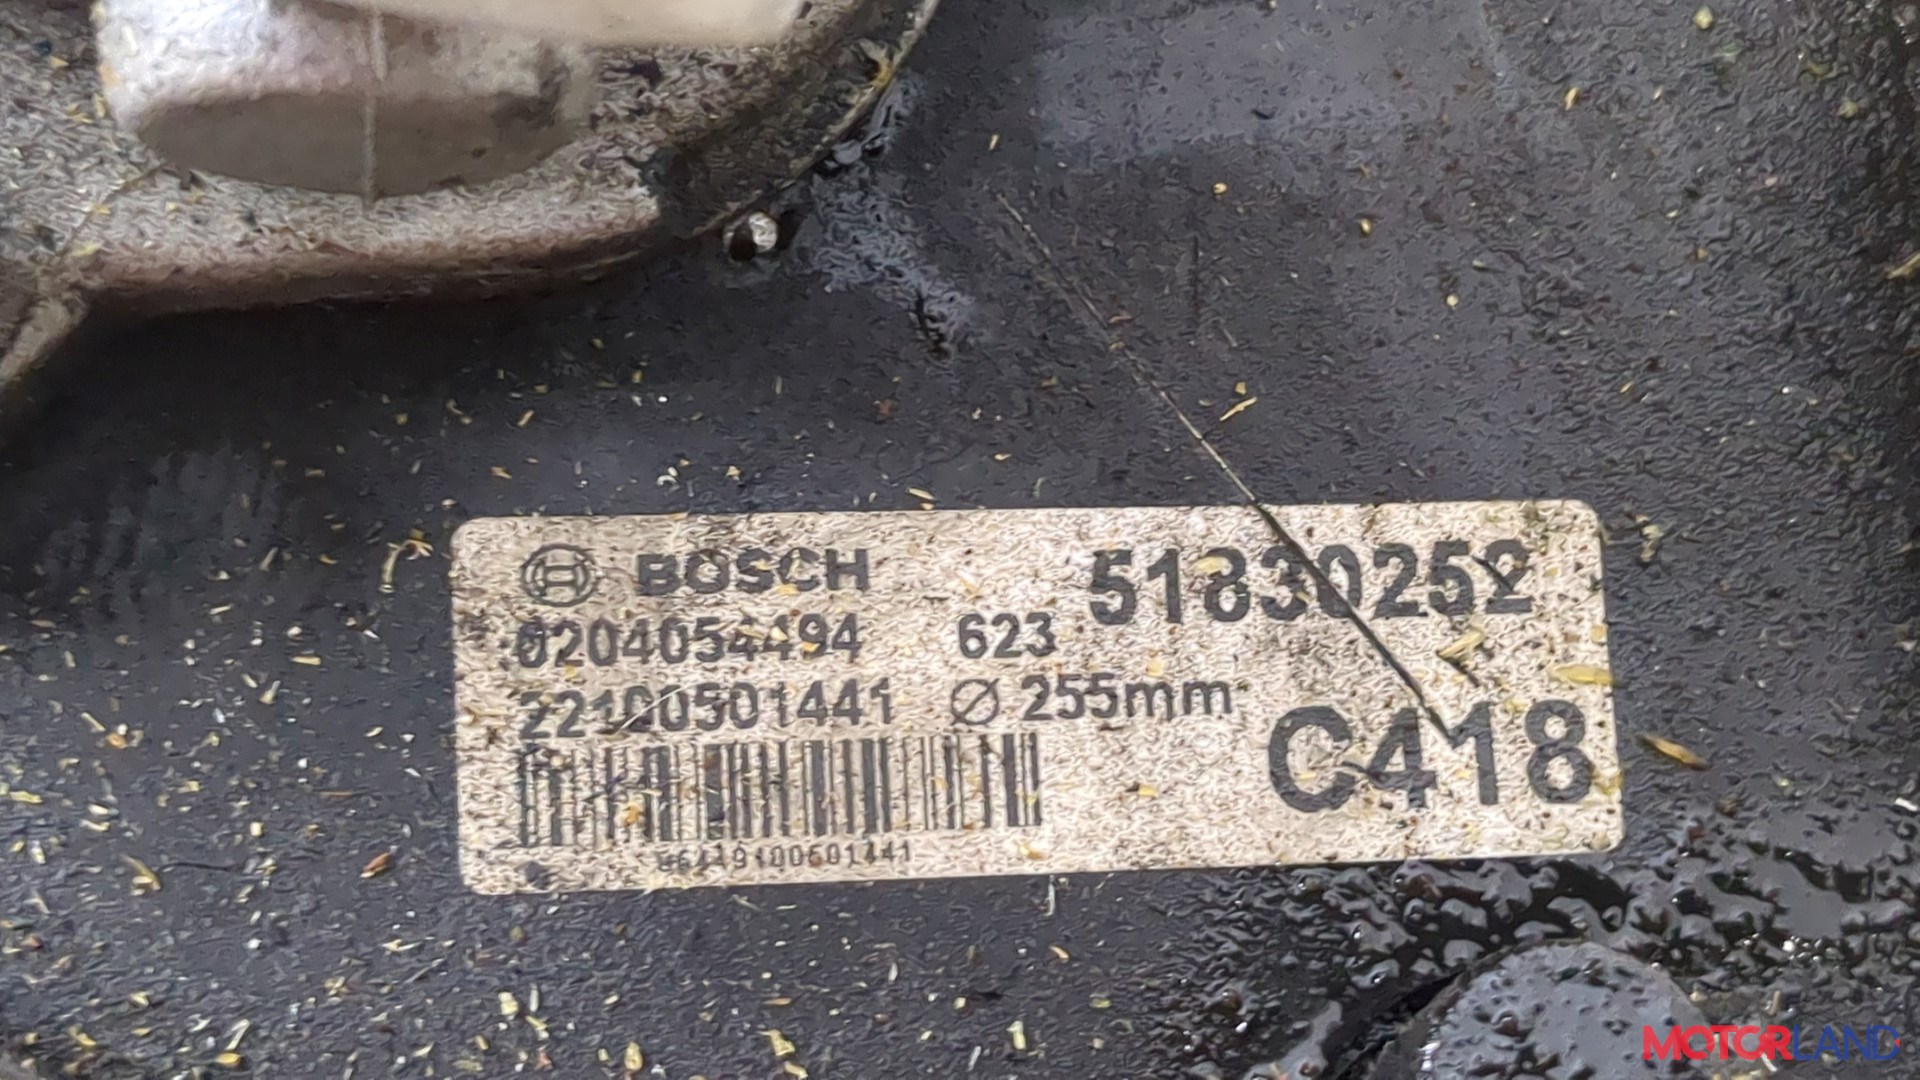 BOSCH 51830252
0204054494 623
22100501441 Ø 255mm
C418
MOTORLAND